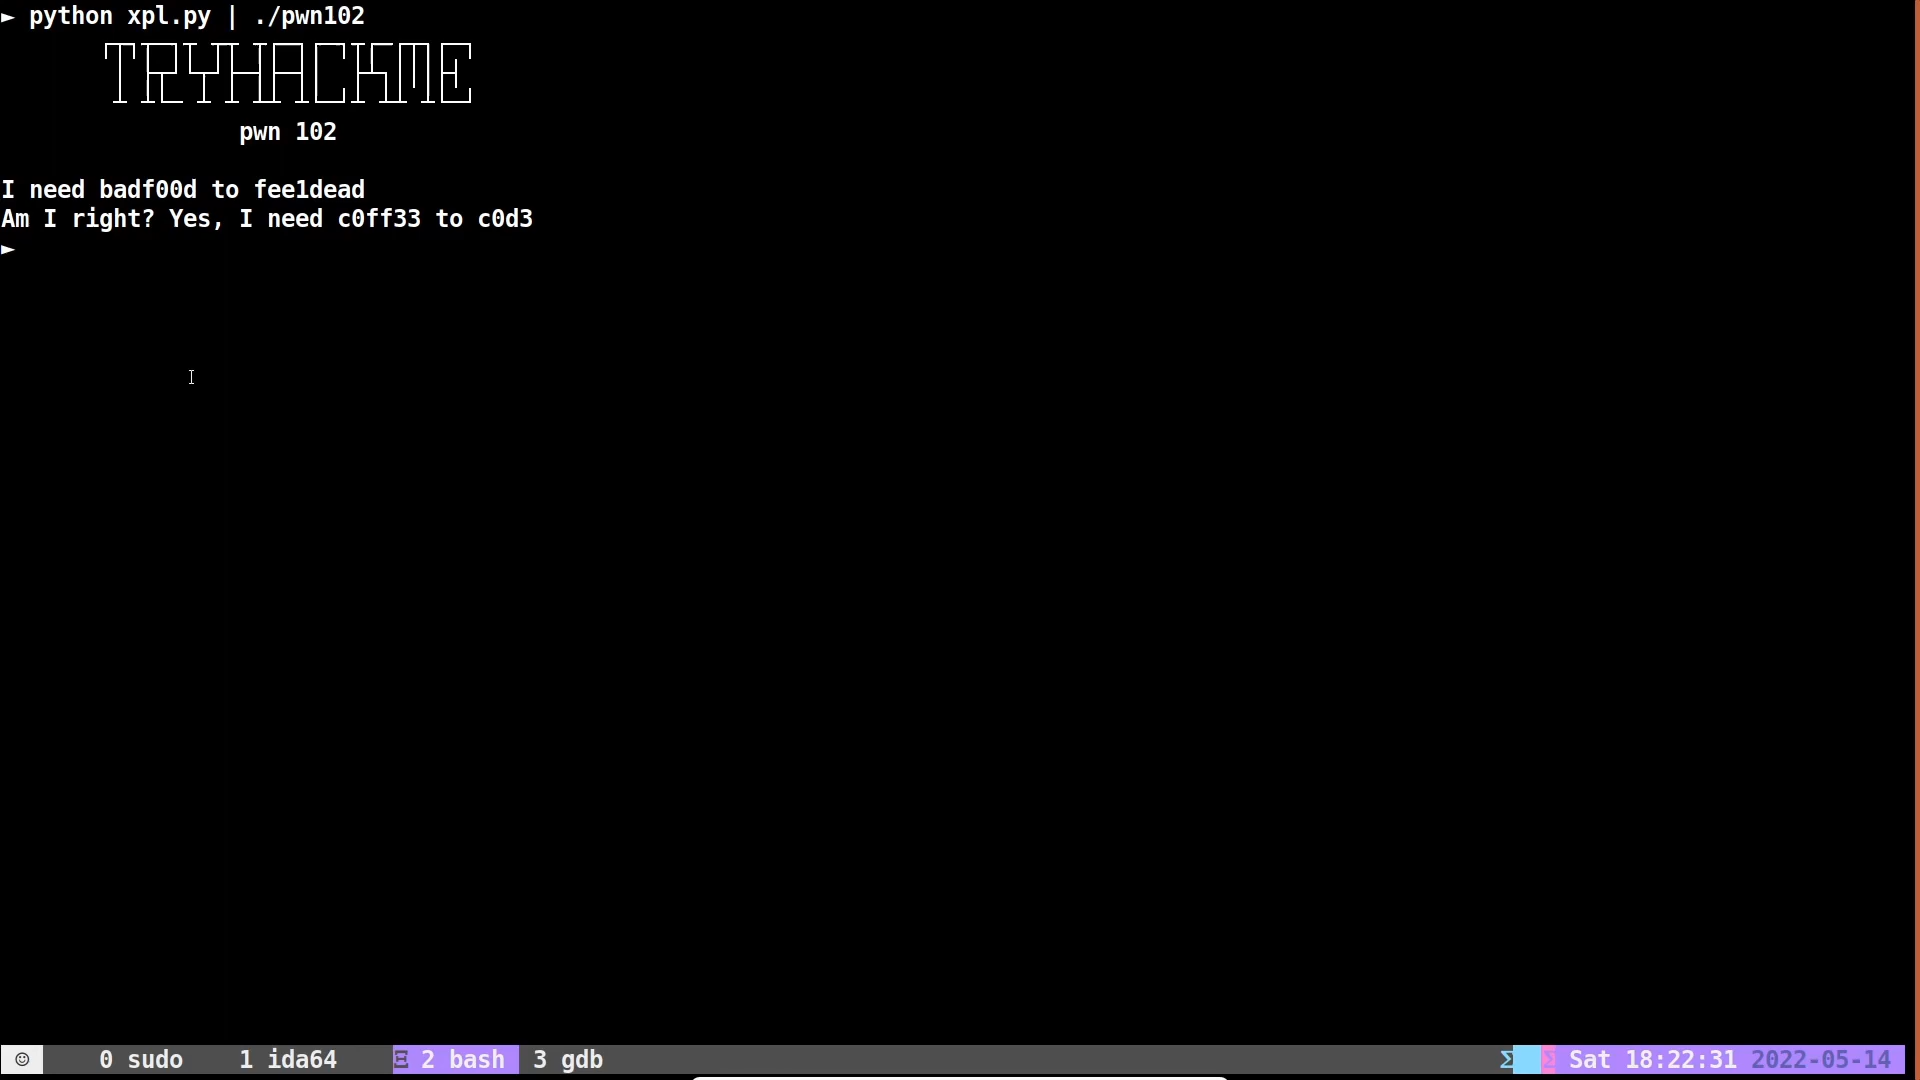 ► python xpl.py | ./pwn102
TRYHACKME
pwn 102
I need badf00d to fee1dead
Am I right? Yes, I need c0ff33 to c0d3
►
☺ 0 sudo 1 ida64 2 bash 3 gdb Σ Σ Sat 18:22:31 2022-05-14